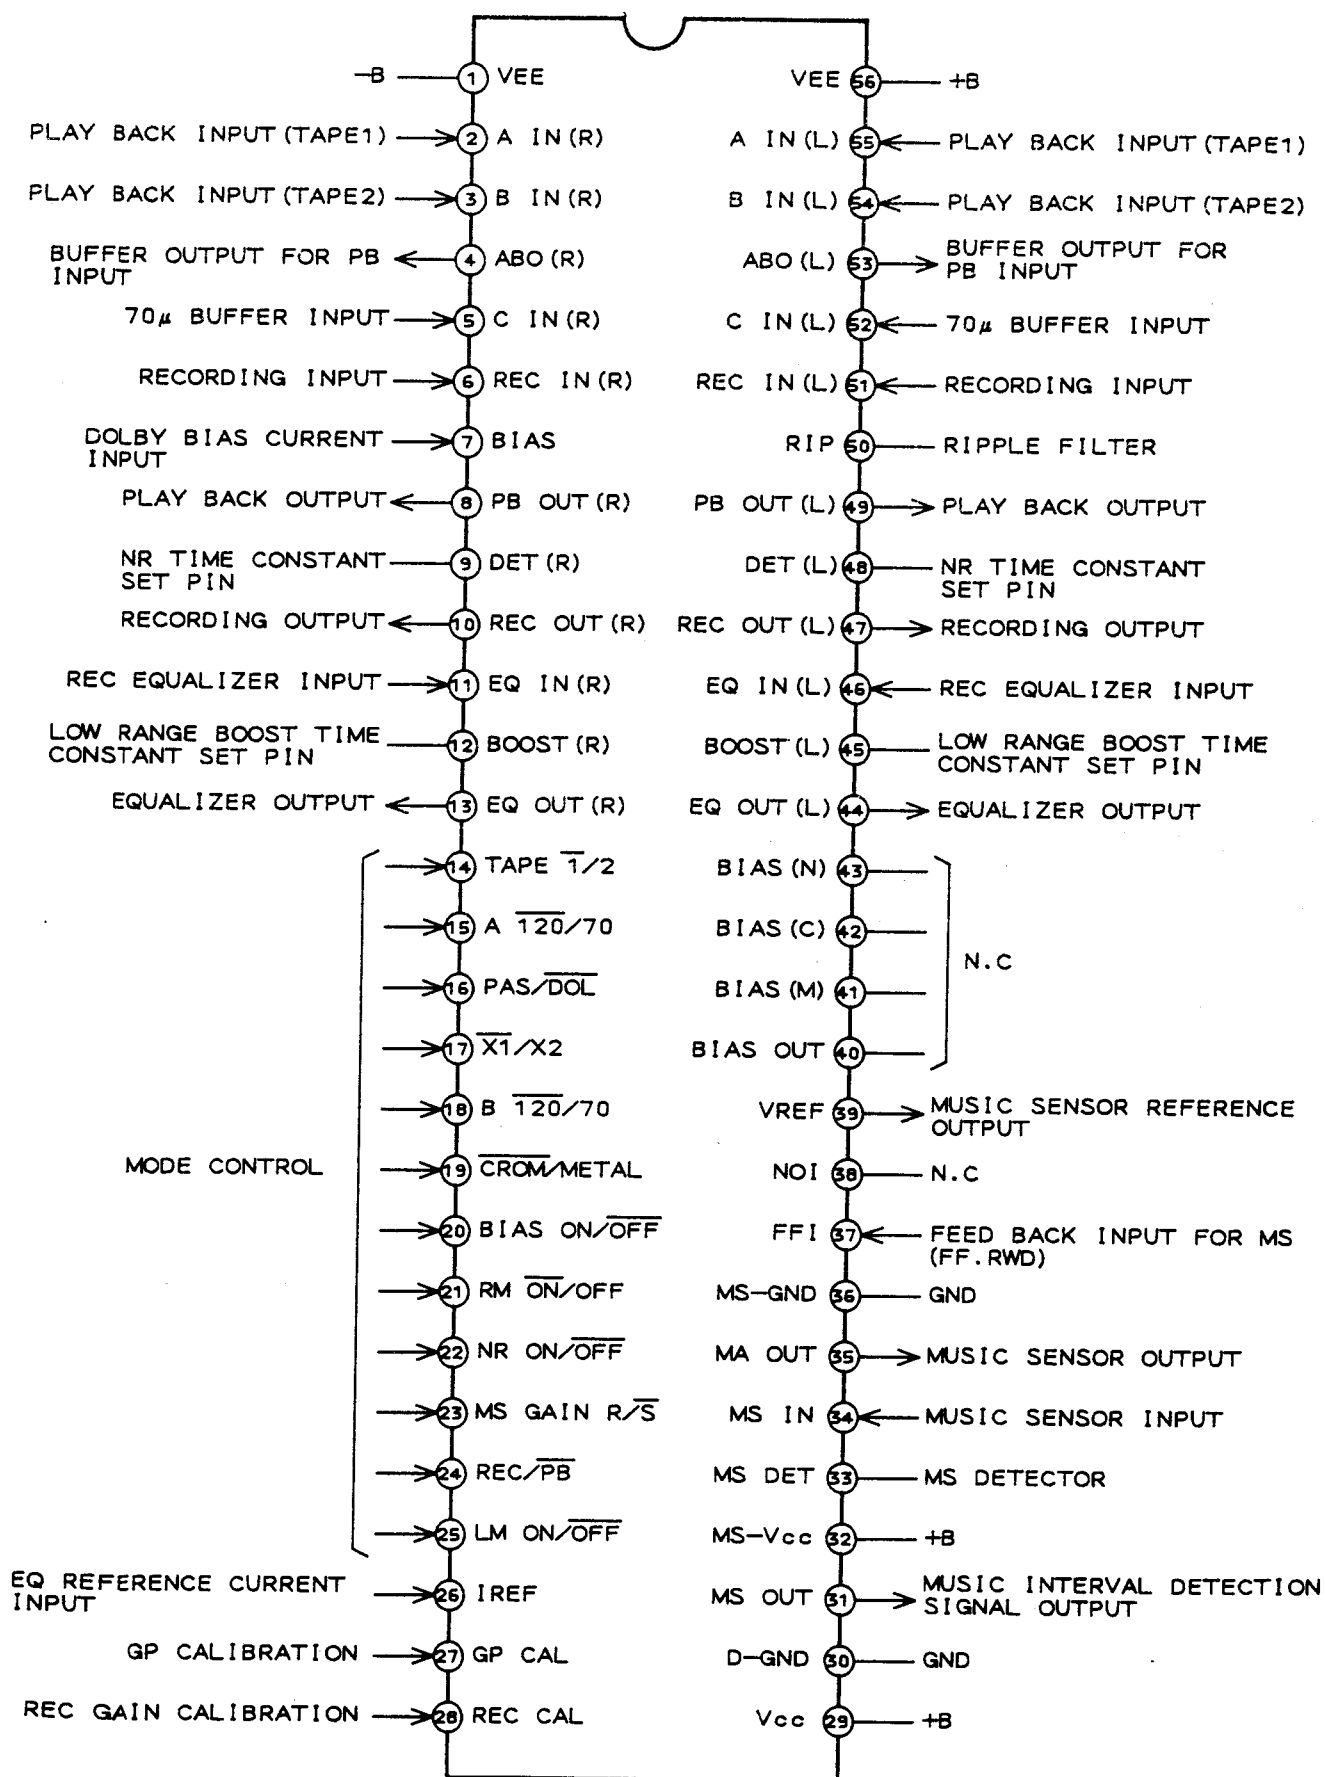 -B 1 VEE
PLAY BACK INPUT(TAPE1) 2 A IN(R)
PLAY BACK INPUT(TAPE2) 3 B IN(R)
BUFFER OUTPUT FOR PB
INPUT
4 ABO(R)
70μ BUFFER INPUT 5 C IN(R)
RECORDING INPUT 6 REC IN(R)
DOLBY BIAS CURRENT
INPUT
7 BIAS
PLAY BACK OUTPUT 8 PB OUT(R)
NR TIME CONSTANT
SET PIN
9 DET(R)
RECORDING OUTPUT 10 REC OUT(R)
REC EQUALIZER INPUT 11 EQ IN(R)
LOW RANGE BOOST TIME
CONSTANT SET PIN
12 BOOST(R)
EQUALIZER OUTPUT 13 EQ OUT(R)
MODE CONTROL
14 TAPE 1̅/2
15 A 1̅2̅0̅/70
16 PAS/D̅O̅L̅
17 X̅1̅/X2
18 B 1̅2̅0̅/70
19 C̅R̅O̅M̅/METAL
20 BIAS ON/O̅F̅F̅
21 RM O̅N̅/OFF
22 NR ON/O̅F̅F̅
23 MS GAIN R/S̅
24 REC/P̅B̅
25 LM ON/O̅F̅F̅
EQ REFERENCE CURRENT
INPUT
26 IREF
GP CALIBRATION 27 GP CAL
REC GAIN CALIBRATION 28 REC CAL
VEE 56 +B
A IN(L) 55 PLAY BACK INPUT(TAPE1)
B IN(L) 54 PLAY BACK INPUT(TAPE2)
ABO(L) 53 BUFFER OUTPUT FOR
PB INPUT
C IN(L) 52 70μ BUFFER INPUT
REC IN(L) 51 RECORDING INPUT
RIP 50 RIPPLE FILTER
PB OUT(L) 49 PLAY BACK OUTPUT
DET(L) 48 NR TIME CONSTANT
SET PIN
REC OUT(L) 47 RECORDING OUTPUT
EQ IN(L) 46 REC EQUALIZER INPUT
BOOST(L) 45 LOW RANGE BOOST TIME
CONSTANT SET PIN
EQ OUT(L) 44 EQUALIZER OUTPUT
BIAS(N) 43
BIAS(C) 42
BIAS(M) 41
BIAS OUT 40
N.C
VREF 39 MUSIC SENSOR REFERENCE
OUTPUT
NOI 38 N.C
FFI 37 FEED BACK INPUT FOR MS
(FF.RWD)
MS-GND 36 GND
MA OUT 35 MUSIC SENSOR OUTPUT
MS IN 34 MUSIC SENSOR INPUT
MS DET 33 MS DETECTOR
MS-Vcc 32 +B
MS OUT 31 MUSIC INTERVAL DETECTION
SIGNAL OUTPUT
D-GND 30 GND
Vcc 29 +B